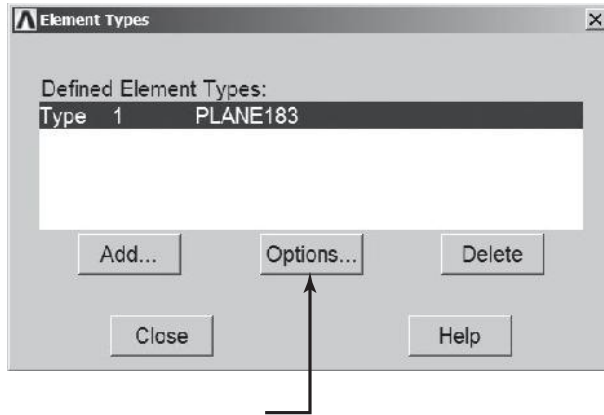 Element Types
Defined Element Types:
Type 1 PLANE183
Add... Options... Delete
Close Help